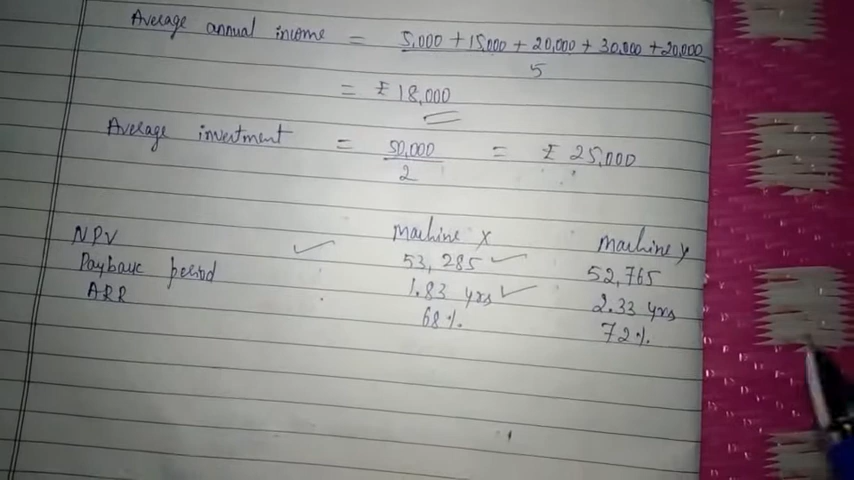 Average annual income = 5,000 + 15,000 + 20,000 + 30,000 + 20,000
5
= ₹ 18,000
Average investment = 50,000 = ₹ 25,000
2
Machine X Machine Y
NPV 53,285 52,765
Payback period 1.83 yrs 2.33 yrs
ARR 68% 72%